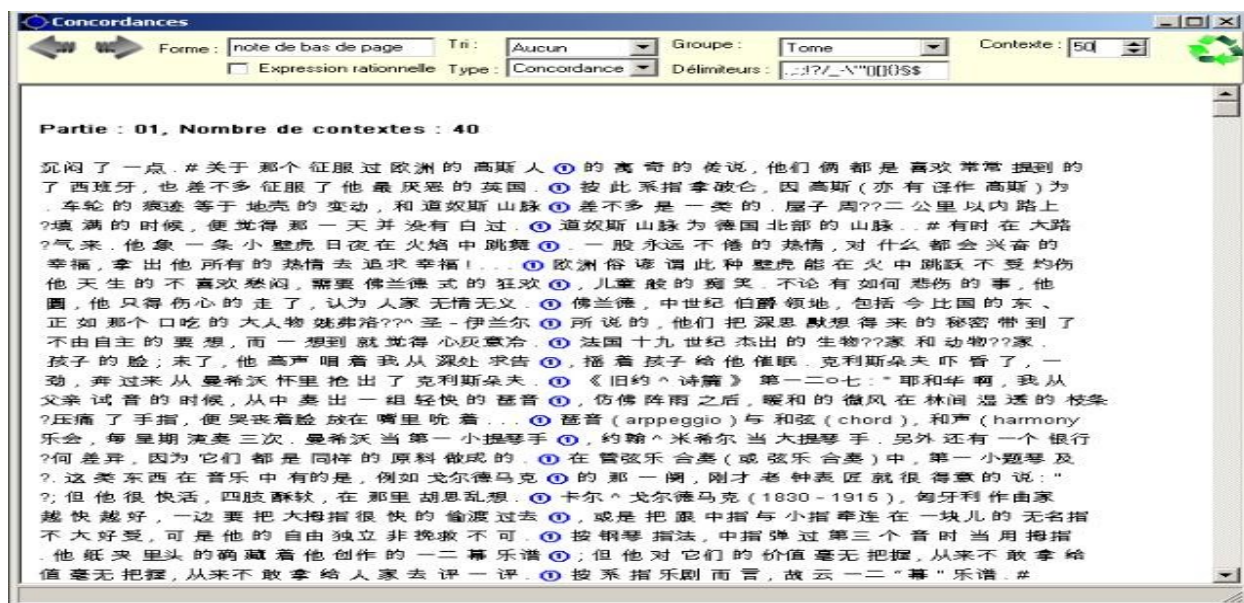 Concordances
Forme : note de bas de page Tri : Aucun Groupe : Tome Contexte : 50
Expression rationnelle Type : Concordance Délimiteurs : .,:;!?/_-\"'()[]{}§$
Partie : 01, Nombre de contextes : 40
沉闷 了 一点 . # 关于 那个 征服 过 欧洲 的 高斯 人 ① 的 寓 奇 的 传说 , 他们 俩 都 是 喜欢 常常 提到 的
了 西班牙 , 也 差不多 征服 了 他 最 厌恶 的 英国 . ① 按 此 系指 拿破仑 , 因 高斯 ( 亦 有 译作 高斯 ) 为
. 车轮 的 痕迹 等于 地壳 的 变动 , 和 道奴斯 山脉 ① 差不多 是 一 类 的 . 屋子 周??二 公里 以内 路上
?填 满 的 时候 , 便 觉得 那 一 天 并 没有 白 过 . ① 道奴斯 山脉 为 德国 北部 的 山脉 . . # 有时 在 大路
?气 来 . 他 象 一 条 小 壁虎 日夜 在 火焰 中 跳舞 ① . 一 股 永远 不 倦 的 热情 , 对 什么 都 会 兴奋 的
幸福 , 拿 出 他 所有 的 热情 去 追求 幸福 ! . . . ① 欧洲 俗 谚 谓 此 种 壁虎 能 在 火 中 跳跃 不 受 灼伤
他 天生 的 不 喜欢 愁闷 , 需要 佛兰德 式 的 狂欢 ① , 儿童 般 的 痴 笑 . 不论 有 如何 悲伤 的 事 , 他
圈 , 他 只得 伤心 的 走 了 , 认为 人家 无情 无义 . ① 佛兰德 , 中世纪 伯爵 领地 , 包括 今 比国 的 东 、
正 如 那个 口吃 的 大人物 姚弗洛??^ 圣 - 伊兰尔 ① 所 说 的 , 他们 把 深思 默想 得 来 的 秘密 带 到 了
不由自主 的 要 想 , 而 一 想到 就 觉得 心灰意冷 . ① 法国 十九 世纪 杰出 的 生物??家 和 动物??家 .
孩子 的 脸 ; 末了 , 他 高声 唱 着 我 从 深处 求告 ① , 摇 着 孩子 给 他 催眠 . 克利斯朵夫 吓 昏 了 , 一
劲 , 奔 过来 从 曼希沃 怀里 抢 出 了 克利斯朵夫 . ① 《 旧约 ^ 诗篇 》 第 一二○七 : " 耶和华 啊 , 我 从
父亲 试 音 的 时候 , 从中 奏 出 一 组 轻快 的 琶音 ① , 仿佛 阵雨 之后 , 暖和 的 微风 在 林间 湿 透 的 枝条
?压痛 了 手指 , 便 哭丧着脸 放在 嘴里 吮 着 . . . ① 琶音 ( arppeggio ) 与 和弦 ( chord ) , 和声 ( harmony
乐会 , 每 星期 演奏 三次 . 曼希沃 当 第一 小提琴手 ① , 约翰 ^ 米希尔 当 大提琴 手 . 另外 还有 一个 银行
?何 差异 , 因为 它们 都 是 同样 的 原料 做成 的 . ① 在 管弦乐 合奏 ( 或 弦乐 合奏 ) 中 , 第一 小题琴 及
?. 这 类 东西 在 音乐 中 有的是 , 例如 戈尔德马克 ① 的 那 一 阕 , 刚才 老 钟表 匠 就 很 得意 的 说 : "
?; 但 他 很 快活 , 四肢 酥软 , 在 那里 胡思乱想 . ① 卡尔 ^ 戈尔德马克 ( 1830 - 1915 ) , 匈牙利 作曲家
越 快 越 好 , 一边 要 把 大拇指 很 快 的 偷渡 过去 ① , 或是 把 跟 中指 与 小指 牵连 在 一块儿 的 无名指
不 大 好受 , 可是 他 的 自由 独立 非 挽救 不可 . ① 按 钢琴 指法 , 中指 弹 过 第三 个 音 时 当 用 拇指
. 他 纸夹 里头 的确 藏 着 他 创作 的 一二 幕 乐谱 ① ; 但 他 对 它们 的 价值 毫无 把握 , 从来 不敢 拿 给
值 毫无 把握 , 从来 不敢 拿 给 人家 去 评 一 评 . ① 按 系 指 乐剧 而 言 , 故 云 一二 " 幕 " 乐谱 . #